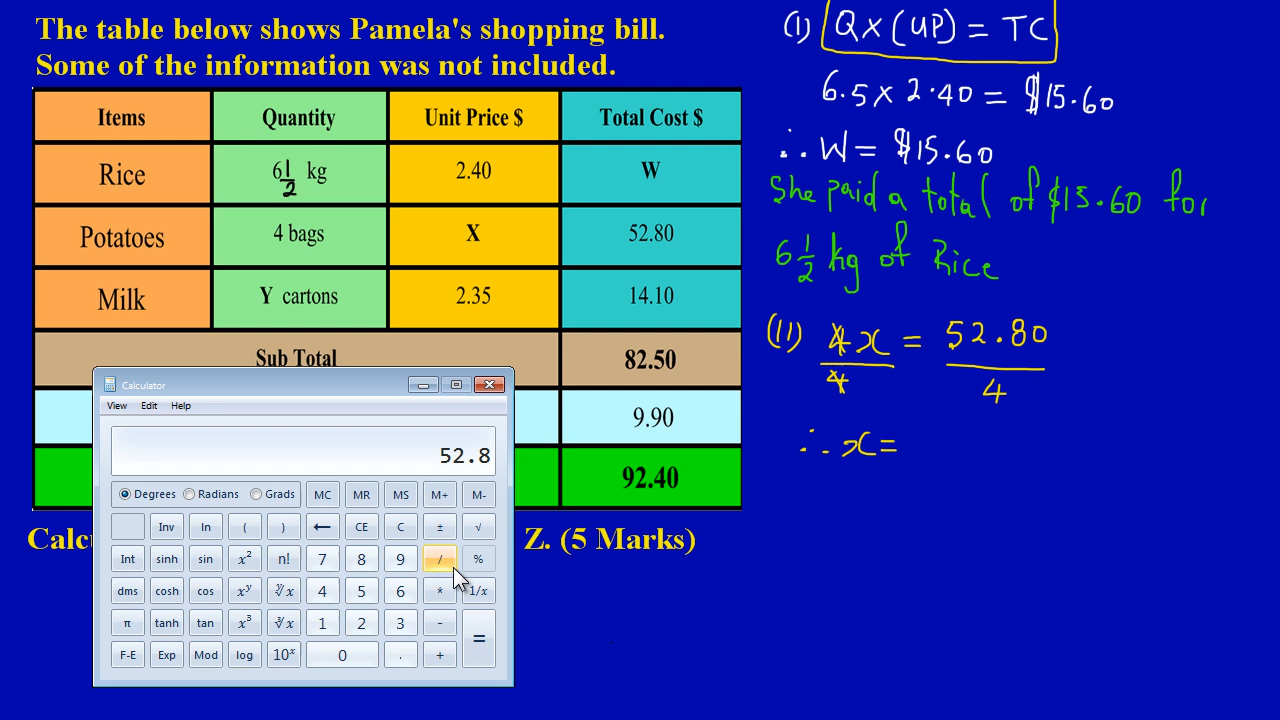 The table below shows Pamela's shopping bill.
Some of the information was not included.
Items Quantity Unit Price $ Total Cost $
Rice 6 1/2 kg 2.40 W
Potatoes 4 bags X 52.80
Milk Y cartons 2.35 14.10
Sub Total 82.50
9.90
92.40
Z. (5 Marks)
Calculator
View Edit Help
52.8
Degrees Radians Grads MC MR MS M+ M-
Inv ln ( ) ← CE C ± √
Int sinh sin x² n! 7 8 9 / %
dms cosh cos xʸ ʸ√x 4 5 6 * 1/x
π tanh tan x³ ³√x 1 2 3 - =
F-E Exp Mod log 10ˣ 0 . +
(I) Q×(UP) = TC
6.5 × 2.40 = $15.60
∴ W = $15.60
She paid a total of $15.60 for
6 1/2 kg of Rice
(II) 4x/4 = 52.80/4
∴ x =